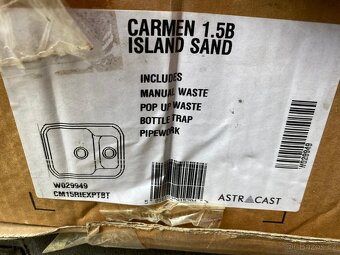 CARMEN 1.5B
ISLAND SAND
INCLUDES
MANUAL WASTE
POP UP WASTE
BOTTLE TRAP
PIPEWORK
W029949
CM15RIEXPTBT
ASTRACAST